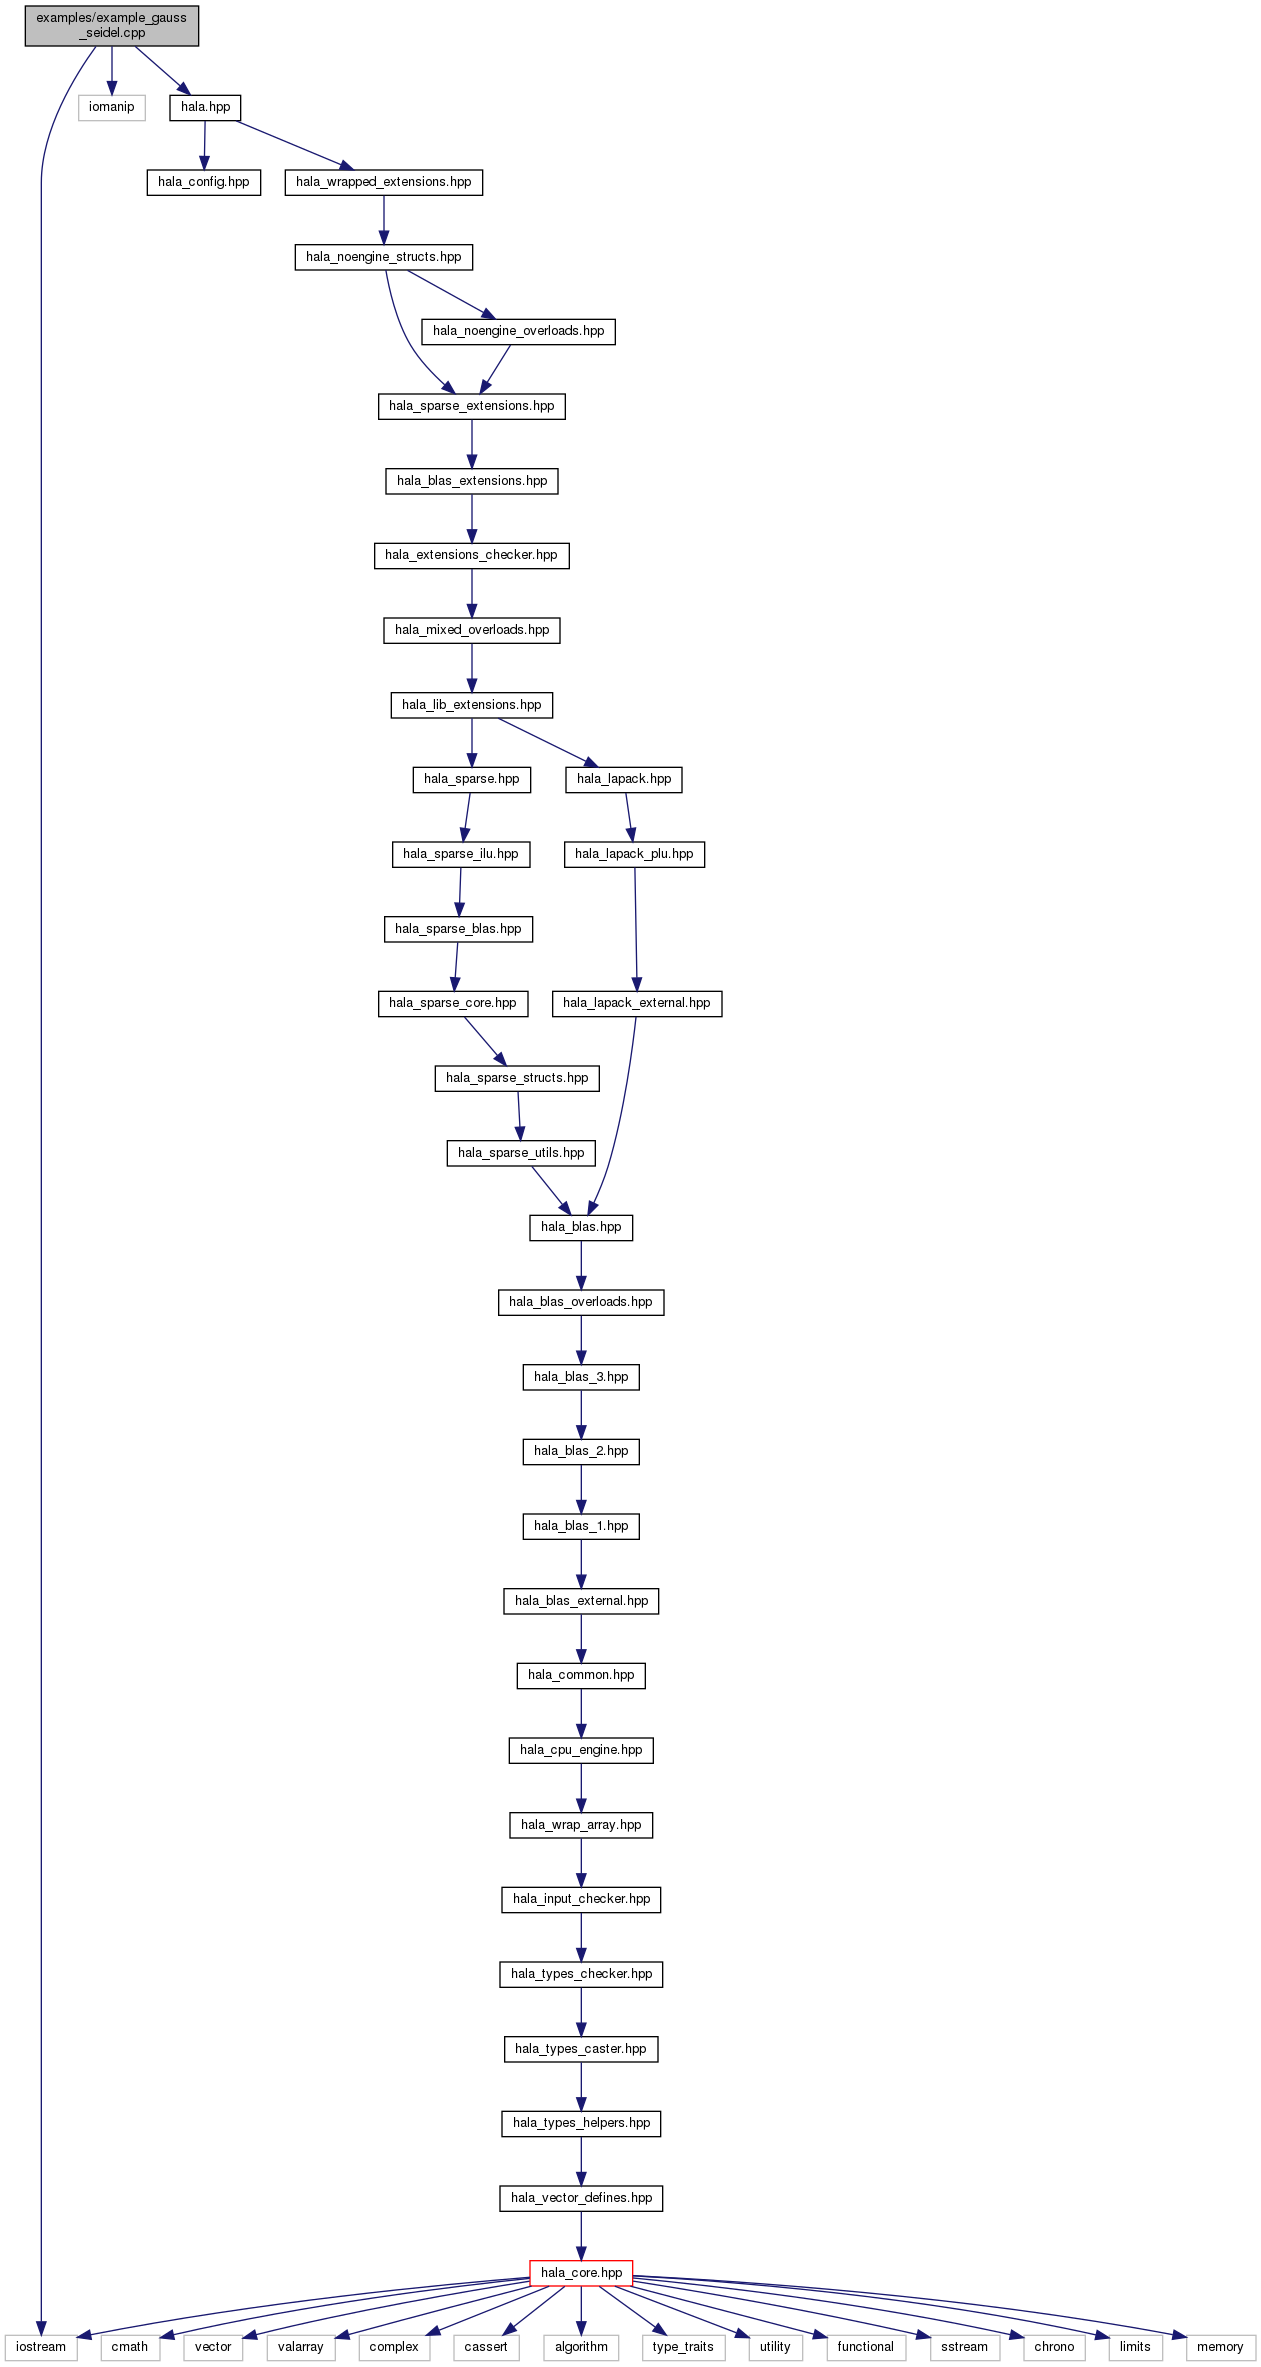 examples/example_gauss
_seidel.cpp
iomanip
hala.hpp
hala_config.hpp
hala_wrapped_extensions.hpp
hala_noengine_structs.hpp
hala_noengine_overloads.hpp
hala_sparse_extensions.hpp
hala_blas_extensions.hpp
hala_extensions_checker.hpp
hala_mixed_overloads.hpp
hala_lib_extensions.hpp
hala_sparse.hpp
hala_lapack.hpp
hala_sparse_ilu.hpp
hala_lapack_plu.hpp
hala_sparse_blas.hpp
hala_sparse_core.hpp
hala_lapack_external.hpp
hala_sparse_structs.hpp
hala_sparse_utils.hpp
hala_blas.hpp
hala_blas_overloads.hpp
hala_blas_3.hpp
hala_blas_2.hpp
hala_blas_1.hpp
hala_blas_external.hpp
hala_common.hpp
hala_cpu_engine.hpp
hala_wrap_array.hpp
hala_input_checker.hpp
hala_types_checker.hpp
hala_types_caster.hpp
hala_types_helpers.hpp
hala_vector_defines.hpp
hala_core.hpp
iostream
cmath
vector
valarray
complex
cassert
algorithm
type_traits
utility
functional
sstream
chrono
limits
memory